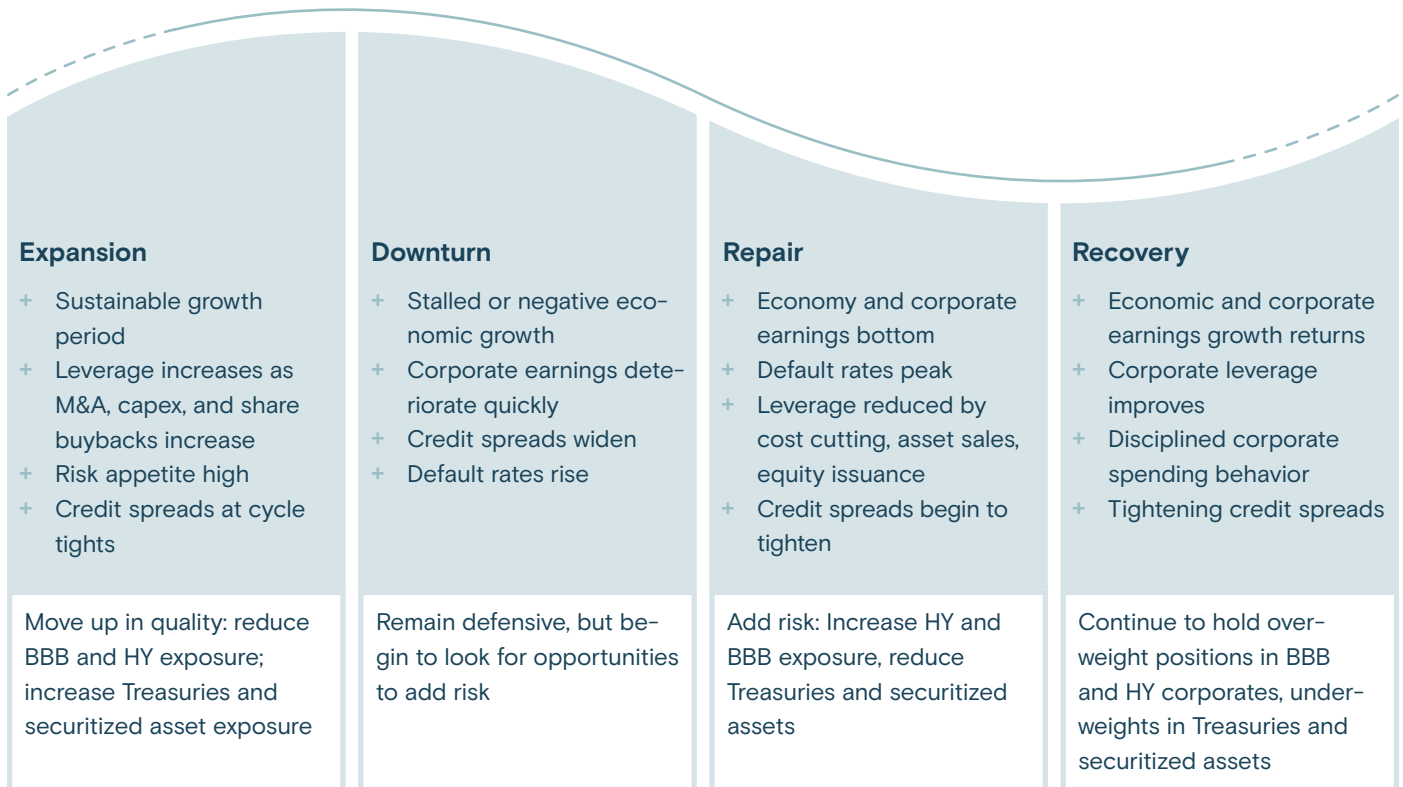 Expansion
+ Sustainable growth
period
+ Leverage increases as
M&A, capex, and share
buybacks increase
+ Risk appetite high
+ Credit spreads at cycle
tights
Move up in quality: reduce
BBB and HY exposure;
increase Treasuries and
securitized asset exposure
Downturn
+ Stalled or negative eco-
nomic growth
+ Corporate earnings dete-
riorate quickly
+ Credit spreads widen
+ Default rates rise
Remain defensive, but be-
gin to look for opportunities
to add risk
Repair
+ Economy and corporate
earnings bottom
+ Default rates peak
+ Leverage reduced by
cost cutting, asset sales,
equity issuance
+ Credit spreads begin to
tighten
Add risk: Increase HY and
BBB exposure, reduce
Treasuries and securitized
assets
Recovery
+ Economic and corporate
earnings growth returns
+ Corporate leverage
improves
+ Disciplined corporate
spending behavior
+ Tightening credit spreads
Continue to hold over-
weight positions in BBB
and HY corporates, under-
weights in Treasuries and
securitized assets